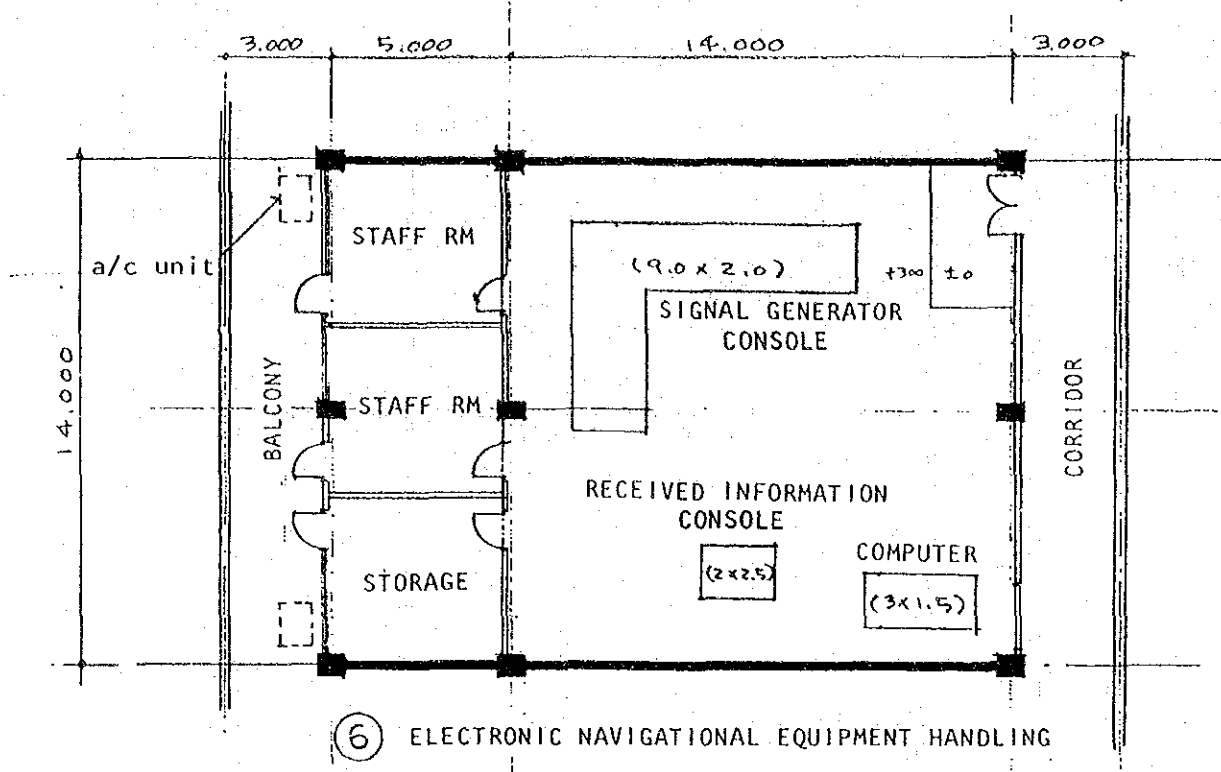 3.000 5.000 14.000 3.000
STAFF RM
a/c unit
(9.0 x 2.0)
+300 ±0
SIGNAL GENERATOR
CONSOLE
14.000
BALCONY
STAFF RM
CORRIDOR
RECEIVED INFORMATION
CONSOLE
(2x2.5)
COMPUTER
(3x1.5)
STORAGE
6 ELECTRONIC NAVIGATIONAL EQUIPMENT HANDLING